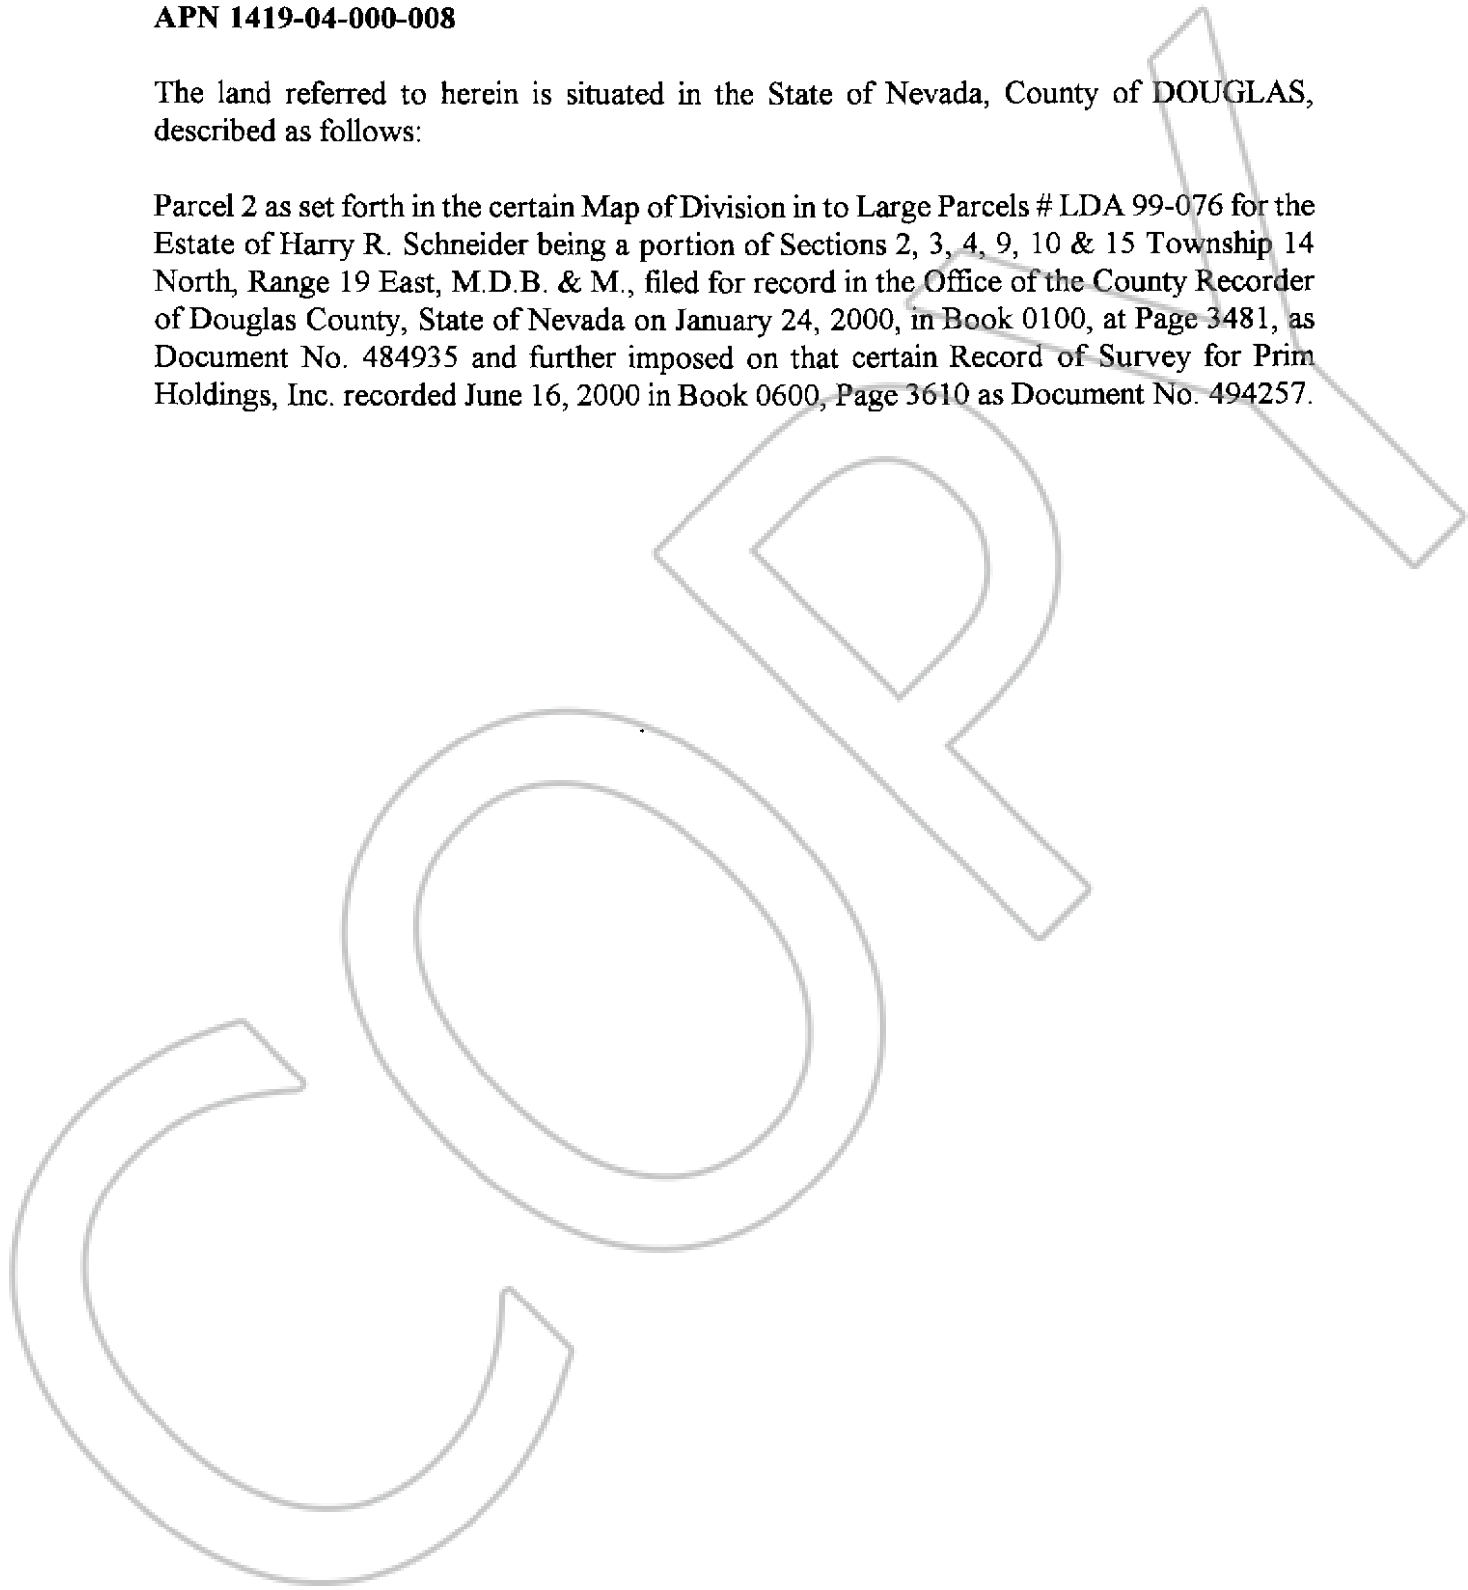 APN 1419-04-000-008
The land referred to herein is situated in the State of Nevada, County of DOUGLAS,
described as follows:
Parcel 2 as set forth in the certain Map of Division in to Large Parcels # LDA 99-076 for the
Estate of Harry R. Schneider being a portion of Sections 2, 3, 4, 9, 10 & 15 Township 14
North, Range 19 East, M.D.B. & M., filed for record in the Office of the County Recorder
of Douglas County, State of Nevada on January 24, 2000, in Book 0100, at Page 3481, as
Document No. 484935 and further imposed on that certain Record of Survey for Prim
Holdings, Inc. recorded June 16, 2000 in Book 0600, Page 3610 as Document No. 494257.
COPY